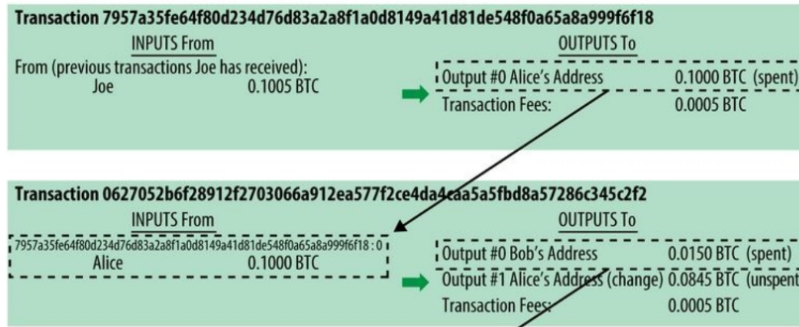 Transaction 7957a35fe64f80d234d76d83a2a8f1a0d8149a41d81de548f0a65a8a999f6f18
INPUTS From
OUTPUTS To
From (previous transactions Joe has received):
Joe 0.1005 BTC
Output #0 Alice's Address 0.1000 BTC (spent)
Transaction Fees: 0.0005 BTC
Transaction 0627052b6f28912f2703066a912ea577f2ce4da4caa5a5fbd8a57286c345c2f2
INPUTS From
OUTPUTS To
7957a35fe64f80d234d76d83a2a8f1a0d8149a41d81de548f0a65a8a999f6f18 : 0
Alice 0.1000 BTC
Output #0 Bob's Address 0.0150 BTC (spent)
Output #1 Alice's Address (change) 0.0845 BTC (unspent
Transaction Fees: 0.0005 BTC